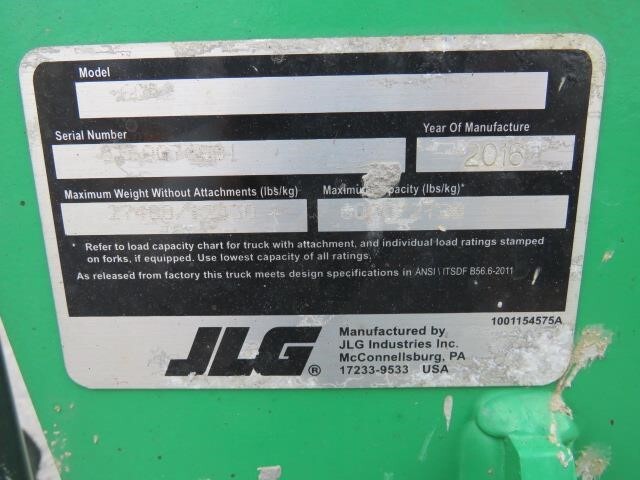 Model
Serial Number
Year Of Manufacture
2016
Maximum Weight Without Attachments (lbs/kg)
Maximum Capacity (lbs/kg)*
* Refer to load capacity chart for truck with attachment, and individual load ratings stamped
on forks, if equipped. Use lowest capacity of all ratings.
As released from factory this truck meets design specifications in ANSI \ ITSDF B56.6-2011
1001154575A
JLG®
Manufactured by
JLG Industries Inc.
McConnellsburg, PA
17233-9533 USA